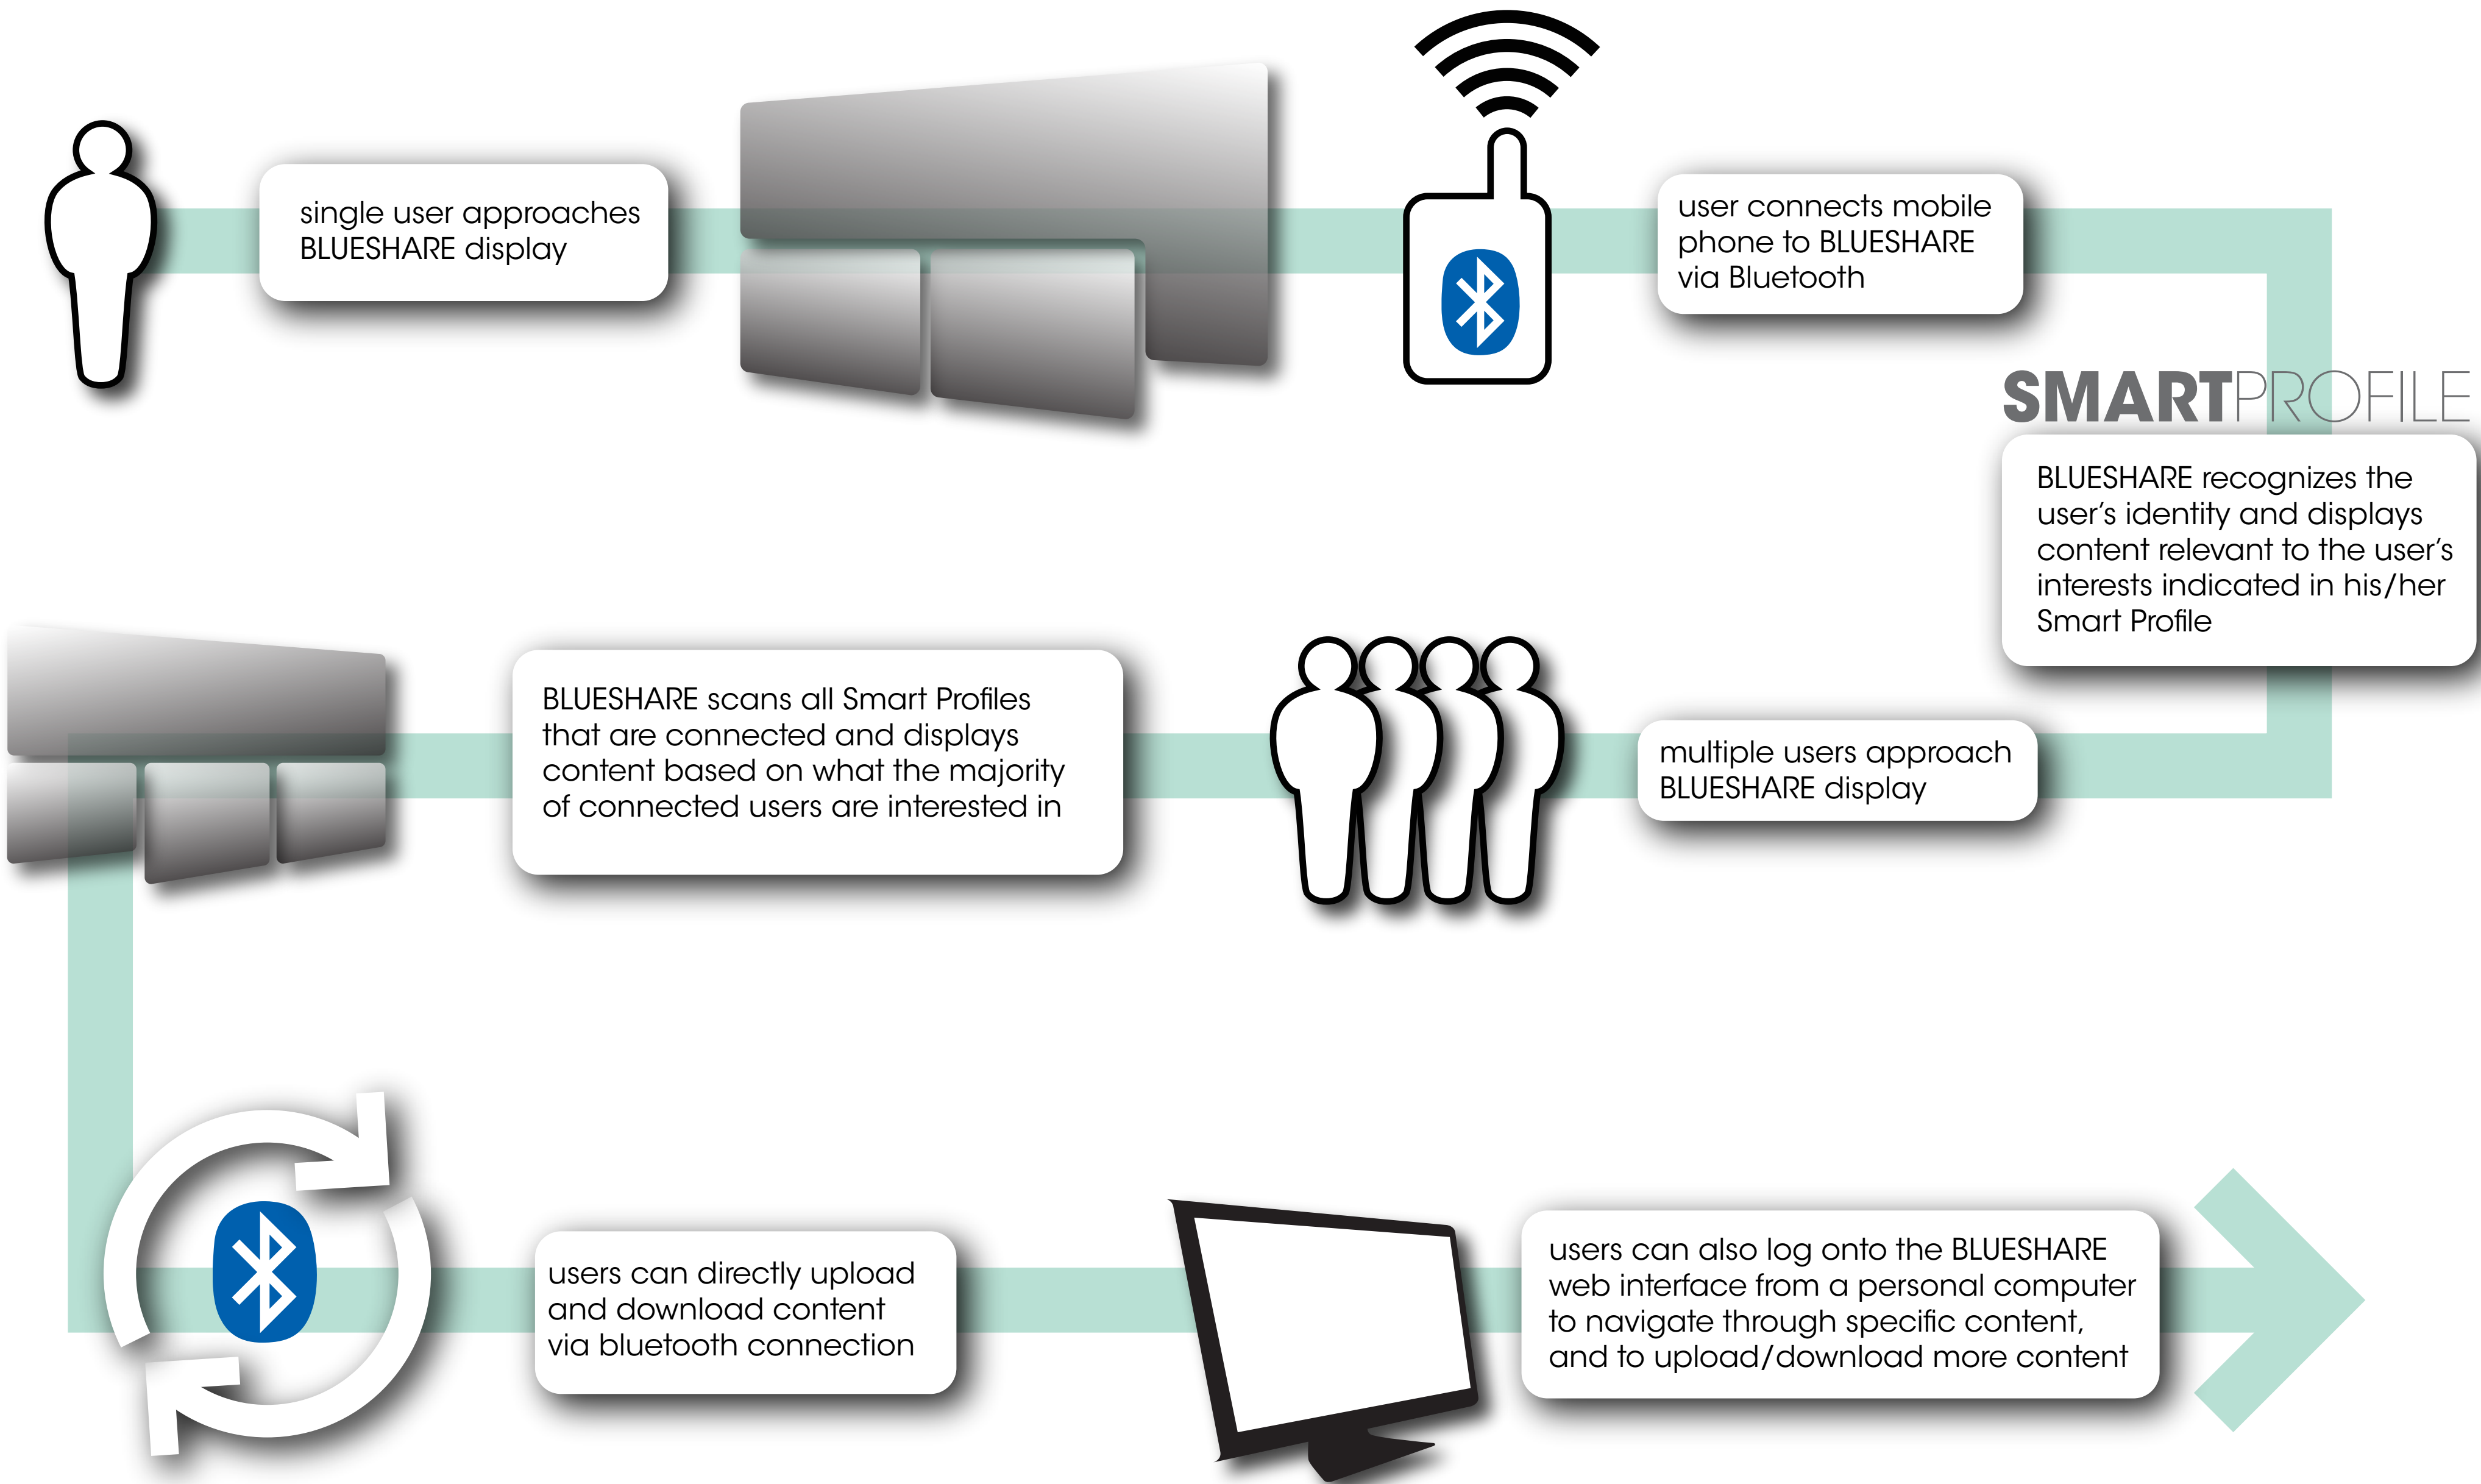 single user approaches
BLUESHARE display
user connects mobile
phone to BLUESHARE
via Bluetooth
SMARTPROFILE
BLUESHARE recognizes the
user’s identity and displays
content relevant to the user’s
interests indicated in his/her
Smart Profile
multiple users approach
BLUESHARE display
BLUESHARE scans all Smart Profiles
that are connected and displays
content based on what the majority
of connected users are interested in
users can directly upload
and download content
via bluetooth connection
users can also log onto the BLUESHARE
web interface from a personal computer
to navigate through specific content,
and to upload/download more content